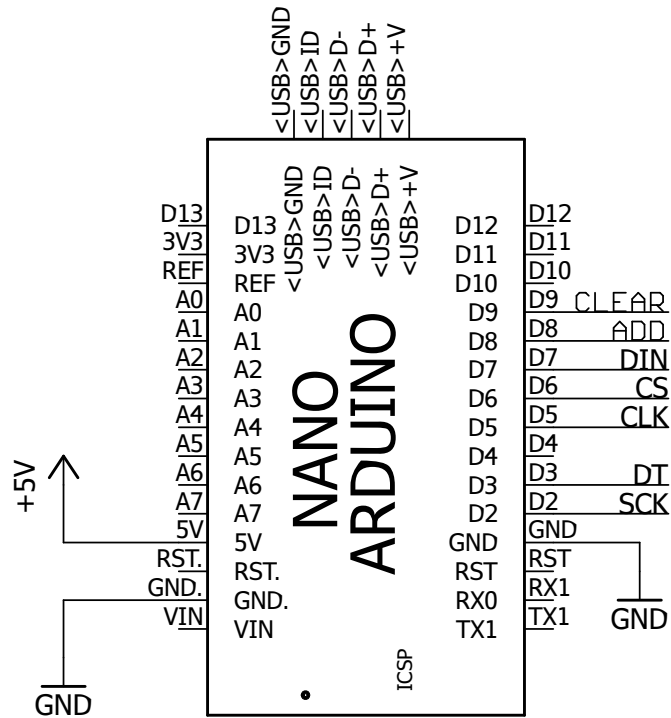 <USB>GND
<USB>ID
<USB>D-
<USB>D+
<USB>+V
<USB>GND
<USB>ID
<USB>D-
<USB>D+
<USB>+V
D13 D13 D12 D12
3V3 3V3 D11 D11
REF REF D10 D10
A0 A0 D9 D9 CLEAR
A1 A1 D8 D8 ADD
A2 A2 D7 D7 DIN
A3 A3 D6 D6 CS
A4 A4 D5 D5 CLK
A5 A5 D4 D4
A6 A6 D3 D3 DT
A7 A7 D2 D2 SCK
5V 5V GND GND
RST. RST. RST RST
GND. GND. RX0 RX1
VIN VIN TX1 TX1
+5V
NANO
ARDUINO
ICSP
GND
GND